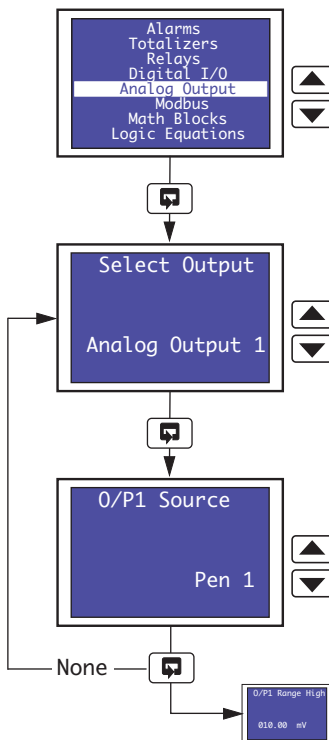 Alarms
Totalizers
Relays
Digital I/O
Analog Output
Modbus
Math Blocks
Logic Equations
Select Output
Analog Output 1
O/P1 Source
Pen 1
None
O/P1 Range High
010.00 mV